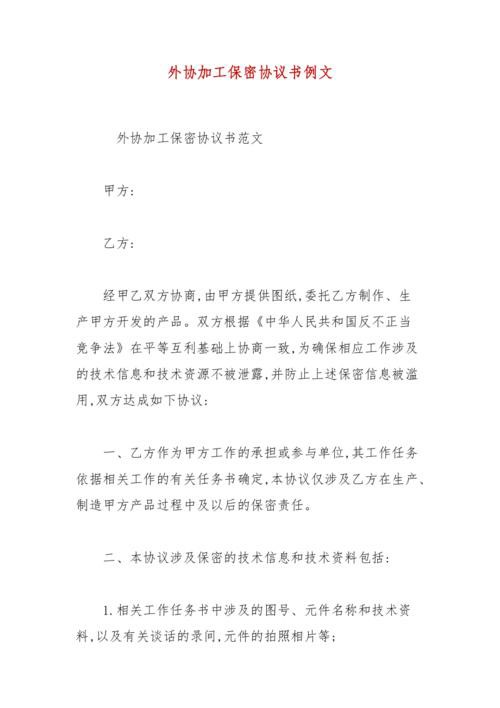 外协加工保密协议书例文
外协加工保密协议书范文
甲方:
乙方:
经甲乙双方协商,由甲方提供图纸,委托乙方制作、生
产甲方开发的产品。双方根据《中华人民共和国反不正当
竞争法》在平等互利基础上协商一致,为确保相应工作涉及
的技术信息和技术资源不被泄露,并防止上述保密信息被滥
用,双方达成如下协议:
一、乙方作为甲方工作的承担或参与单位,其工作任务
依据相关工作的有关任务书确定,本协议仅涉及乙方在生产、
制造甲方产品过程中及以后的保密责任。
二、本协议涉及保密的技术信息和技术资料包括:
1.相关工作任务书中涉及的图号、元件名称和技术资
料,以及有关谈话的录间,元件的拍照相片等;